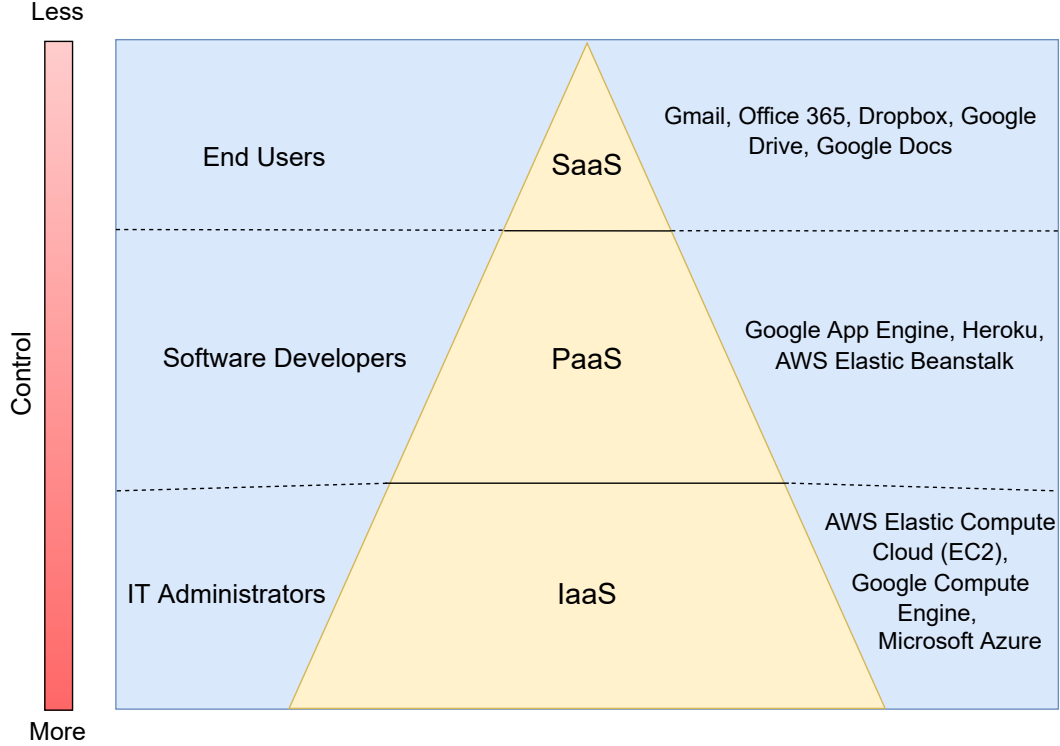 Less
End Users
SaaS
Gmail, Office 365, Dropbox, Google
Drive, Google Docs
Control
Software Developers
PaaS
Google App Engine, Heroku,
AWS Elastic Beanstalk
IT Administrators
IaaS
AWS Elastic Compute
Cloud (EC2),
Google Compute
Engine,
Microsoft Azure
More